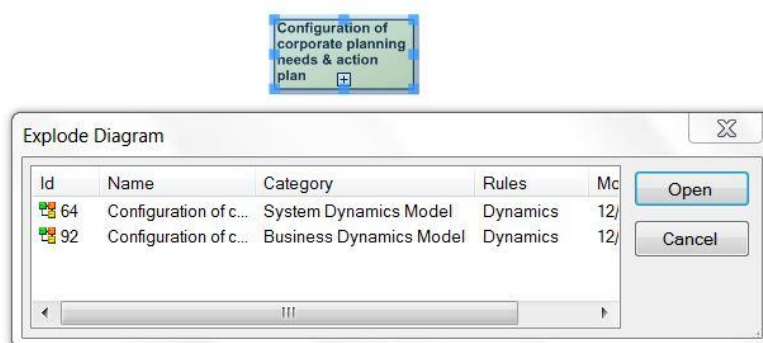 Configuration of
corporate planning
needs & action
plan
Explode Diagram
Id Name Category Rules Mc
64 Configuration of c... System Dynamics Model Dynamics 12/
92 Configuration of c... Business Dynamics Model Dynamics 12/
Open
Cancel